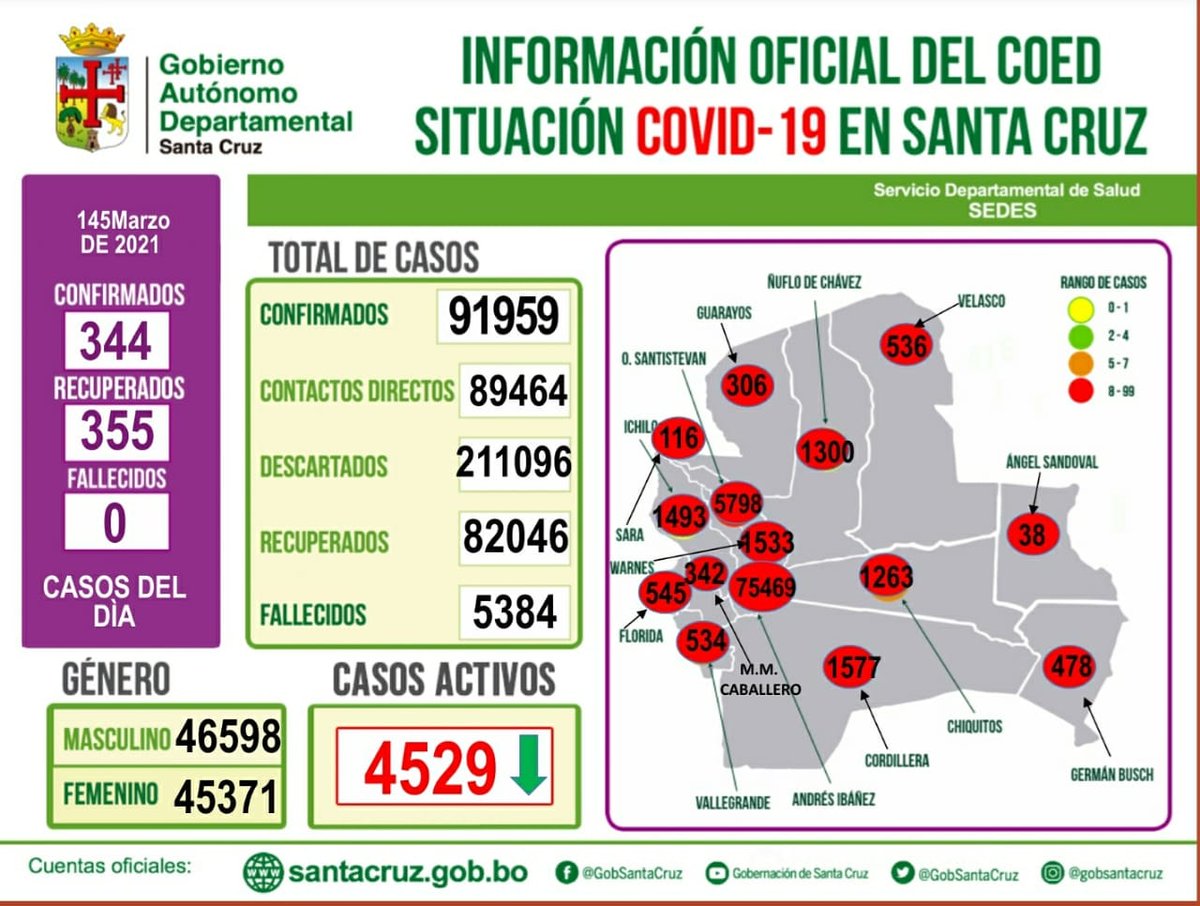 Gobierno
Autónomo
Departamental
Santa Cruz
INFORMACIÓN OFICIAL DEL COED
SITUACIÓN COVID-19 EN SANTA CRUZ
Servicio Departamental de Salud
SEDES
145Marzo
DE 2021
CONFIRMADOS
344
RECUPERADOS
355
FALLECIDOS
0
CASOS DEL
DÌA
TOTAL DE CASOS
CONFIRMADOS 91959
CONTACTOS DIRECTOS 89464
DESCARTADOS 211096
RECUPERADOS 82046
FALLECIDOS 5384
GÉNERO
MASCULINO 46598
FEMENINO 45371
CASOS ACTIVOS
4529
RANGO DE CASOS
0 - 1
2 - 4
5 - 7
8 - 99
ÑUFLO DE CHÁVEZ
VELASCO
GUARAYOS
536
O. SANTISTEVAN
306
ICHILO
116
1300
ÁNGEL SANDOVAL
5798
1493
SARA
1533
38
WARNES
342
75469
1263
545
FLORIDA
534
M.M.
CABALLERO
1577
478
CHIQUITOS
CORDILLERA
GERMÁN BUSCH
VALLEGRANDE
ANDRÉS IBÁÑEZ
Cuentas oficiales:
santacruz.gob.bo
@GobSantaCruz
Gobernación de Santa Cruz
@GobSantaCruz
@gobsantacruz